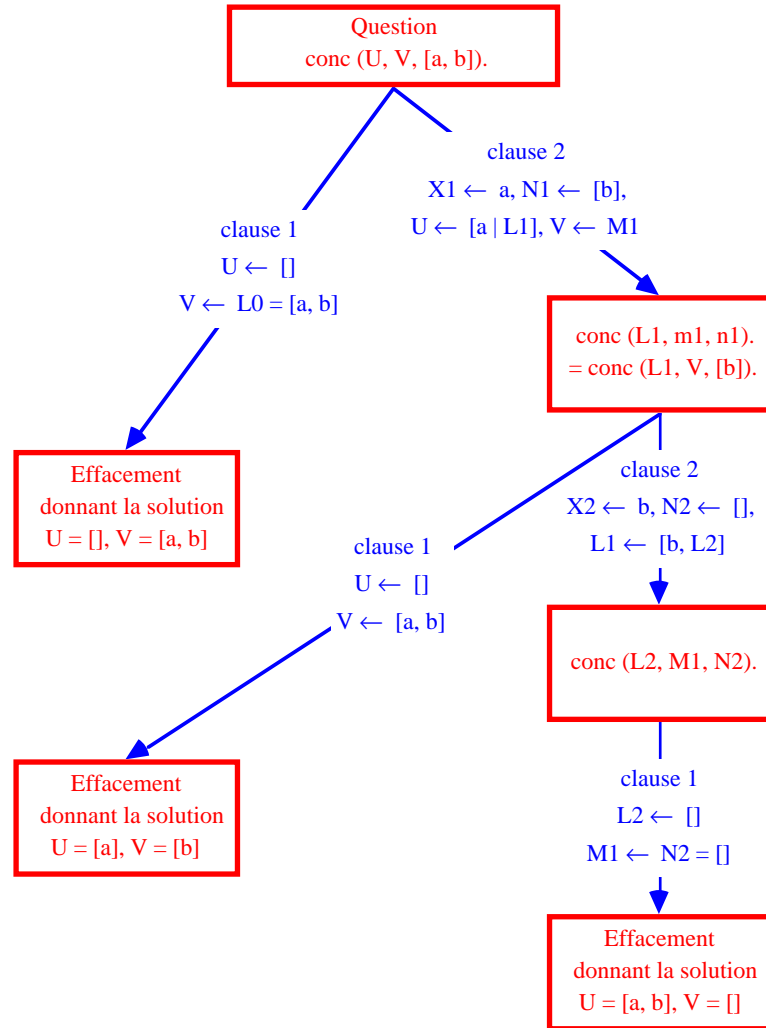 Question
conc (U, V, [a, b]).
clause 2
X1 ← a, N1 ← [b],
U ← [a | L1], V ← M1
clause 1
U ← []
V ← L0 = [a, b]
conc (L1, m1, n1).
= conc (L1, V, [b]).
Effacement
donnant la solution
U = [], V = [a, b]
clause 2
X2 ← b, N2 ← [],
L1 ← [b, L2]
clause 1
U ← []
V ← [a, b]
conc (L2, M1, N2).
Effacement
donnant la solution
U = [a], V = [b]
clause 1
L2 ← []
M1 ← N2 = []
Effacement
donnant la solution
U = [a, b], V = []